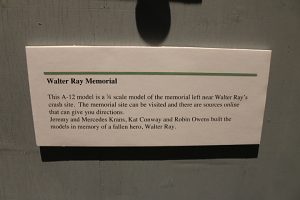 Walter Ray Memorial
This A-12 model is a ¼ scale model of the memorial left near Walter Ray's
crash site. The memorial site can be visited and there are sources online
that can give you directions.
Jeremy and Mercedes Krans, Kat Conway and Robin Owens built the
models in memory of a fallen hero, Walter Ray.